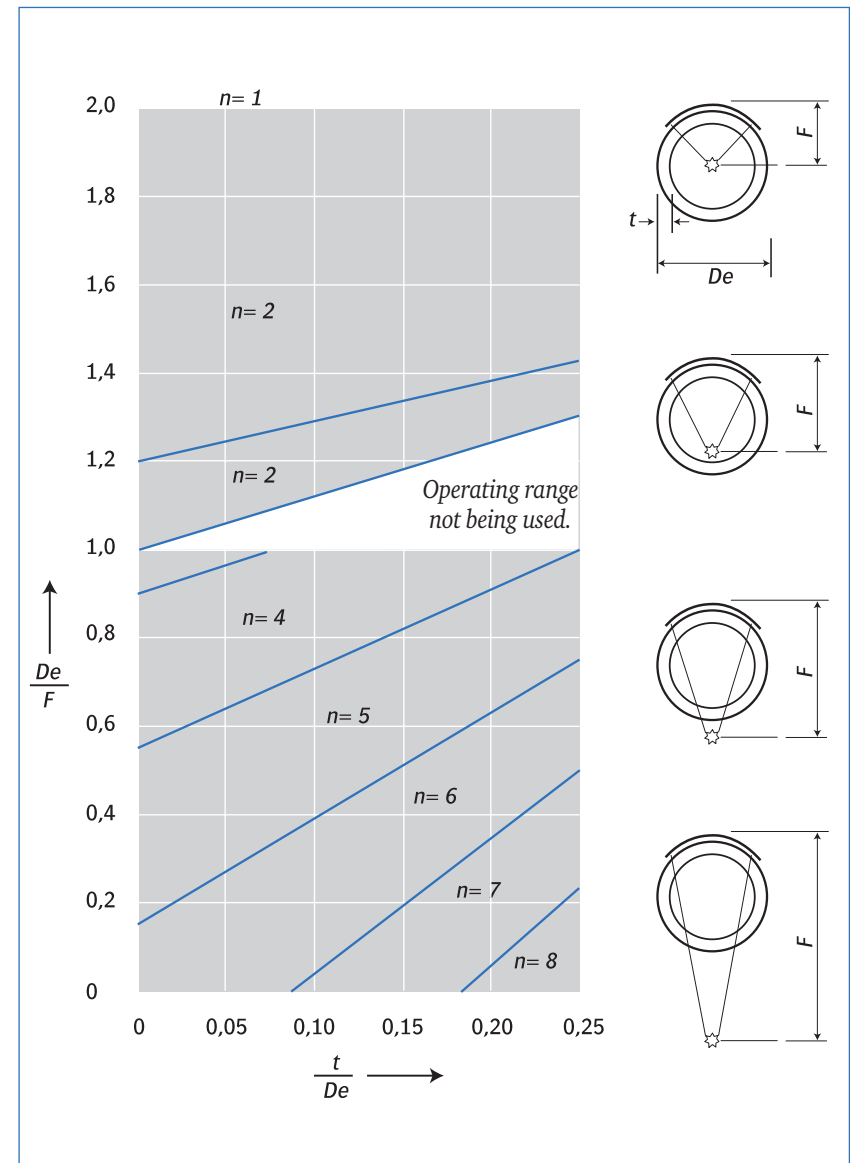 n= 1
2,0
1,8
1,6
n= 2
1,4
1,2
n= 2
Operating range
not being used.
1,0
n= 4
0,8
De
F
n= 5
0,6
n= 6
0,4
n= 7
0,2
n= 8
0
0
0,05
0,10
0,15
0,20
0,25
t
De
F
t
De
F
F
F